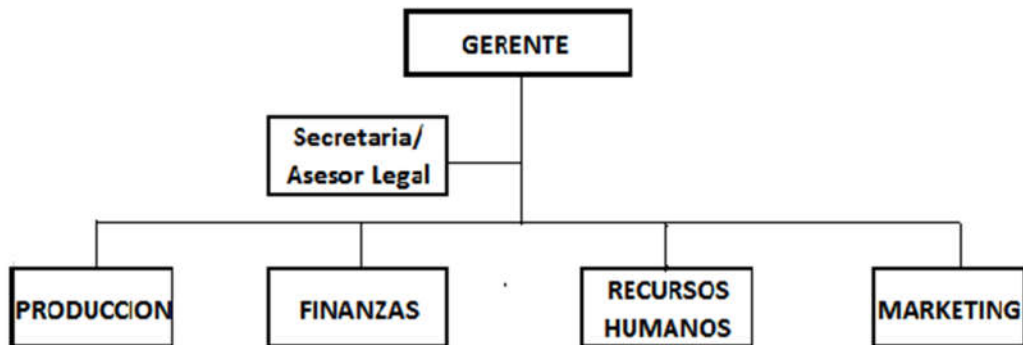 GERENTE
Secretaria/
Asesor Legal
PRODUCCION
FINANZAS
RECURSOS
HUMANOS
MARKETING